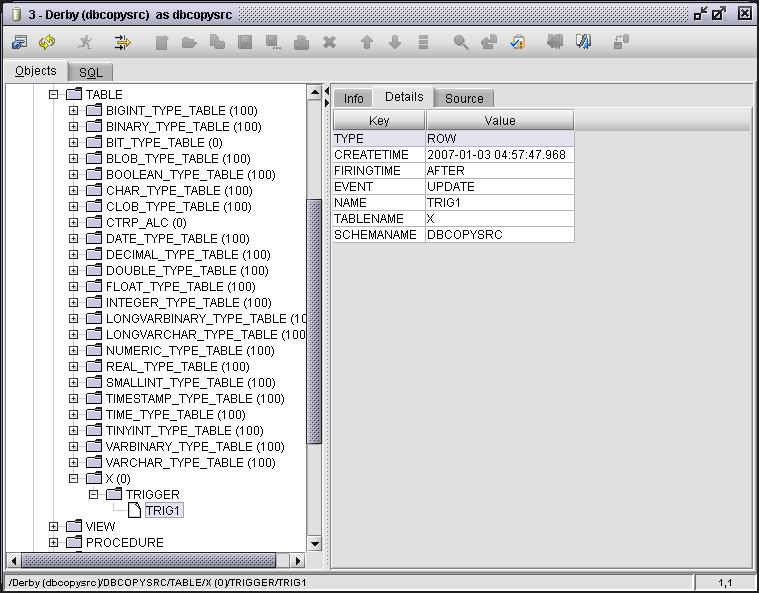 3 - Derby (dbcopysrc) as dbcopysrc
Objects
SQL
TABLE
BIGINT_TYPE_TABLE (100)
BINARY_TYPE_TABLE (100)
BIT_TYPE_TABLE (0)
BLOB_TYPE_TABLE (100)
BOOLEAN_TYPE_TABLE (100)
CHAR_TYPE_TABLE (100)
CLOB_TYPE_TABLE (100)
CTRP_ALC (0)
DATE_TYPE_TABLE (100)
DECIMAL_TYPE_TABLE (100)
DOUBLE_TYPE_TABLE (100)
FLOAT_TYPE_TABLE (100)
INTEGER_TYPE_TABLE (100)
LONGVARBINARY_TYPE_TABLE (10
LONGVARCHAR_TYPE_TABLE (100
NUMERIC_TYPE_TABLE (100)
REAL_TYPE_TABLE (100)
SMALLINT_TYPE_TABLE (100)
TIMESTAMP_TYPE_TABLE (100)
TIME_TYPE_TABLE (100)
TINYINT_TYPE_TABLE (100)
VARBINARY_TYPE_TABLE (100)
VARCHAR_TYPE_TABLE (100)
X (0)
TRIGGER
TRIG1
VIEW
PROCEDURE
Info Details Source
Key Value
TYPE ROW
CREATETIME 2007-01-03 04:57:47.968
FIRINGTIME AFTER
EVENT UPDATE
NAME TRIG1
TABLENAME X
SCHEMANAME DBCOPYSRC
/Derby (dbcopysrc)/DBCOPYSRC/TABLE/X (0)/TRIGGER/TRIG1
1,1